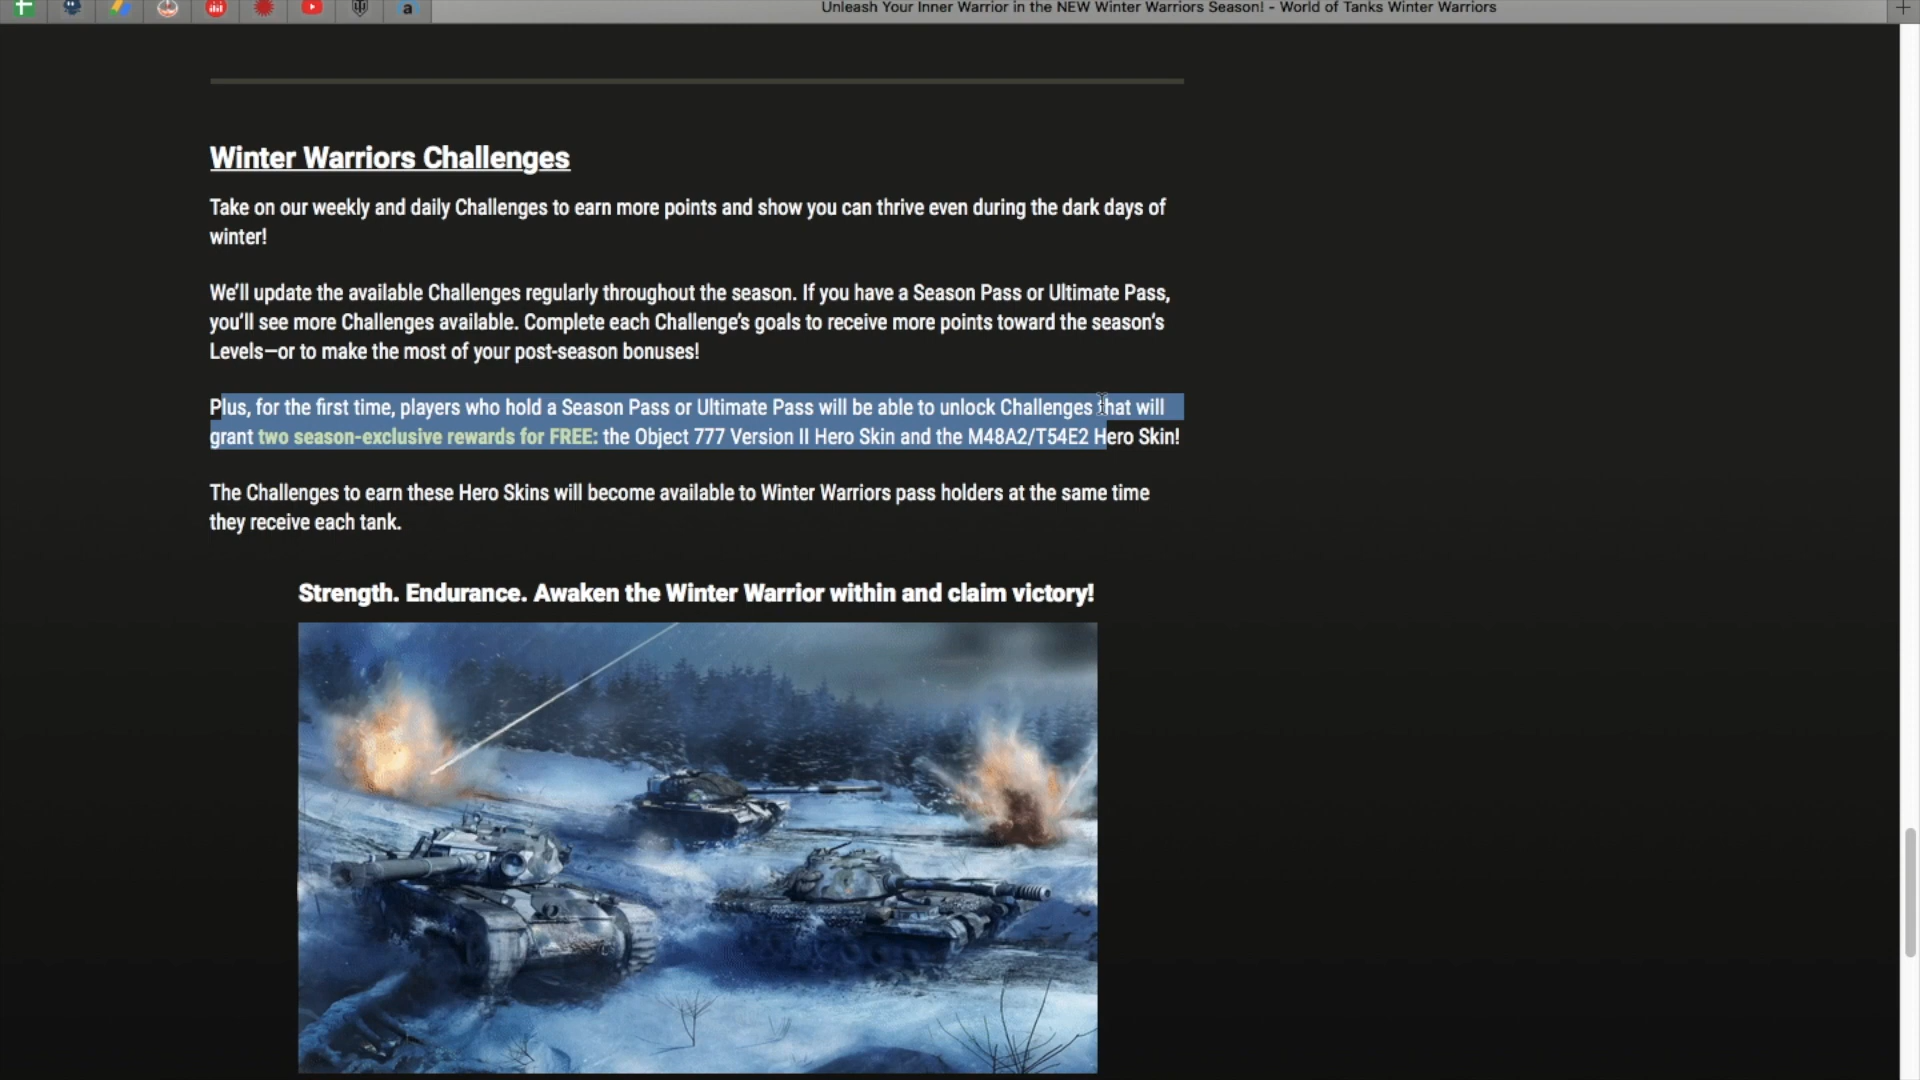 Unleash Your Inner Warrior in the NEW Winter Warriors Season! - World of Tanks Winter Warriors
Winter Warriors Challenges
Take on our weekly and daily Challenges to earn more points and show you can thrive even during the dark days of
winter!
We'll update the available Challenges regularly throughout the season. If you have a Season Pass or Ultimate Pass,
you'll see more Challenges available. Complete each Challenge's goals to receive more points toward the season's
Levels—or to make the most of your post-season bonuses!
Plus, for the first time, players who hold a Season Pass or Ultimate Pass will be able to unlock Challenges that will
grant two season-exclusive rewards for FREE: the Object 777 Version II Hero Skin and the M48A2/T54E2 Hero Skin!
The Challenges to earn these Hero Skins will become available to Winter Warriors pass holders at the same time
they receive each tank.
Strength. Endurance. Awaken the Winter Warrior within and claim victory!